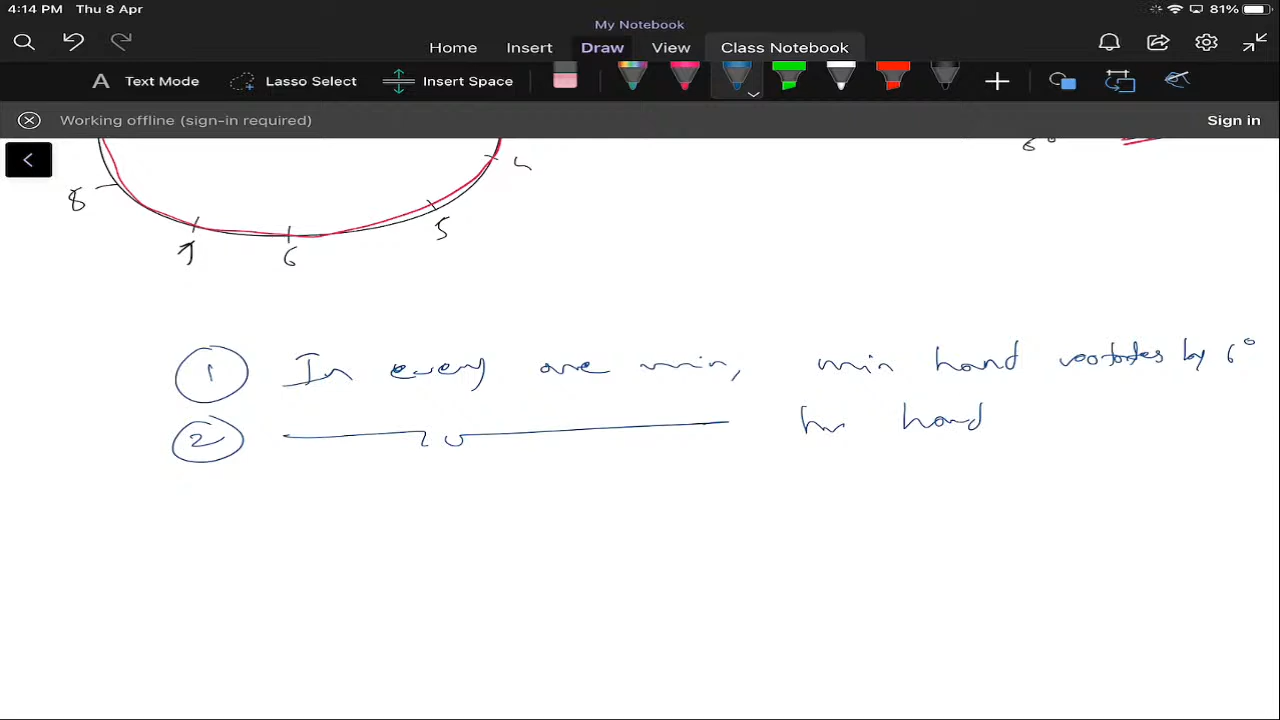 4:14 PM Thu 8 Apr
81%
My Notebook
Home Insert Draw View Class Notebook
Text Mode Lasso Select Insert Space
Working offline (sign-in required) Sign in
6°
4
8
5
7
6
① In every one min, min hand rootates by 6°
② hr hand